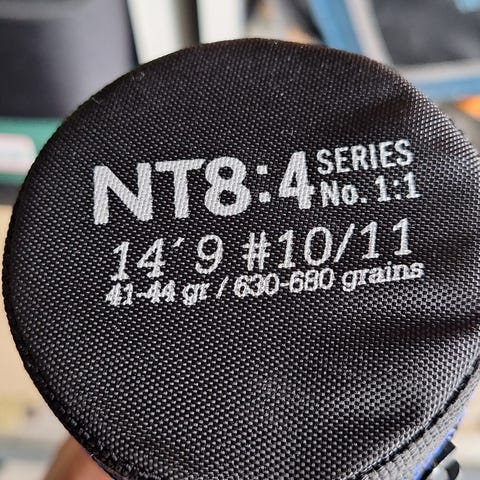 NT8:4 SERIES
No. 1:1
14´9 #10/11
41-44 gr / 630-680 grains